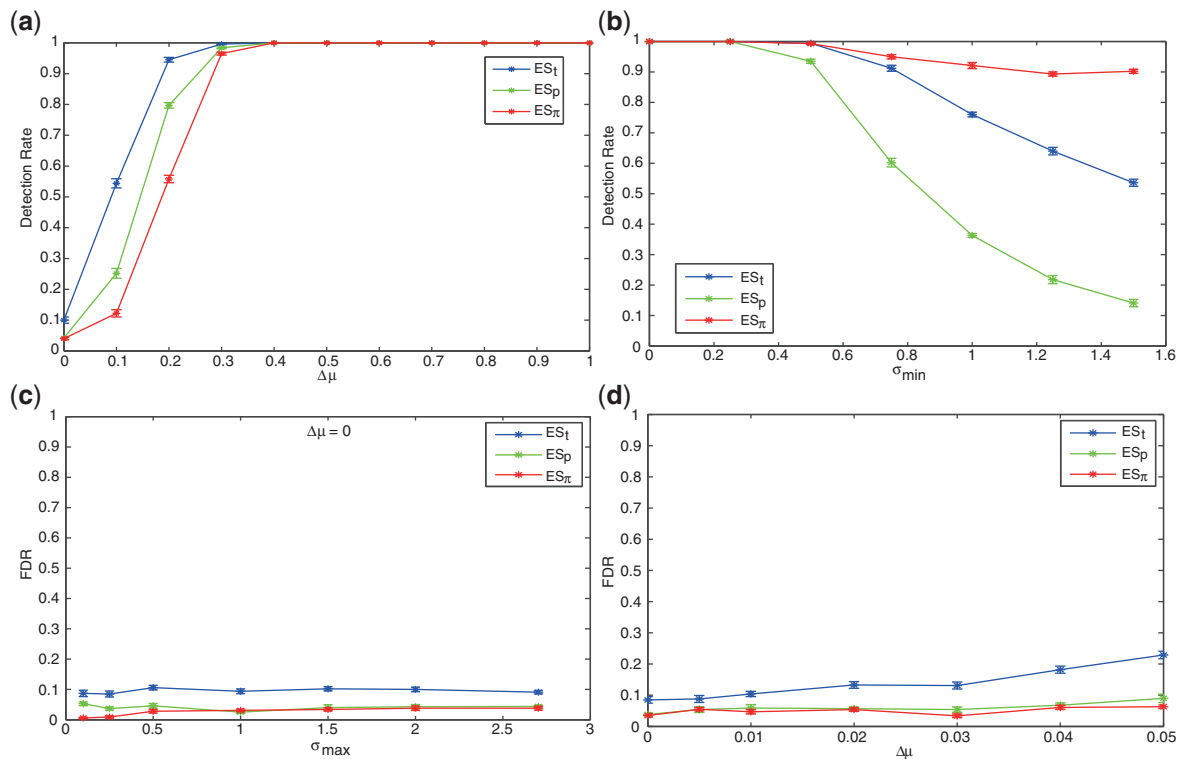 (a)
1
0.9
0.8
0.7
0.6
0.5
0.4
0.3
0.2
0.1
0
Detection Rate
0 0.1 0.2 0.3 0.4 0.5 0.6 0.7 0.8 0.9 1
Δμ
ESt
ESp
ESπ
(b)
1
0.9
0.8
0.7
0.6
0.5
0.4
0.3
0.2
0.1
0
Detection Rate
0 0.2 0.4 0.6 0.8 1 1.2 1.4 1.6
σmin
ESt
ESp
ESπ
(c)
1
0.9
0.8
0.7
0.6
0.5
0.4
0.3
0.2
0.1
0
FDR
Δμ = 0
0 0.5 1 1.5 2 2.5 3
σmax
ESt
ESp
ESπ
(d)
1
0.9
0.8
0.7
0.6
0.5
0.4
0.3
0.2
0.1
0
FDR
0 0.01 0.02 0.03 0.04 0.05
Δμ
ESt
ESp
ESπ